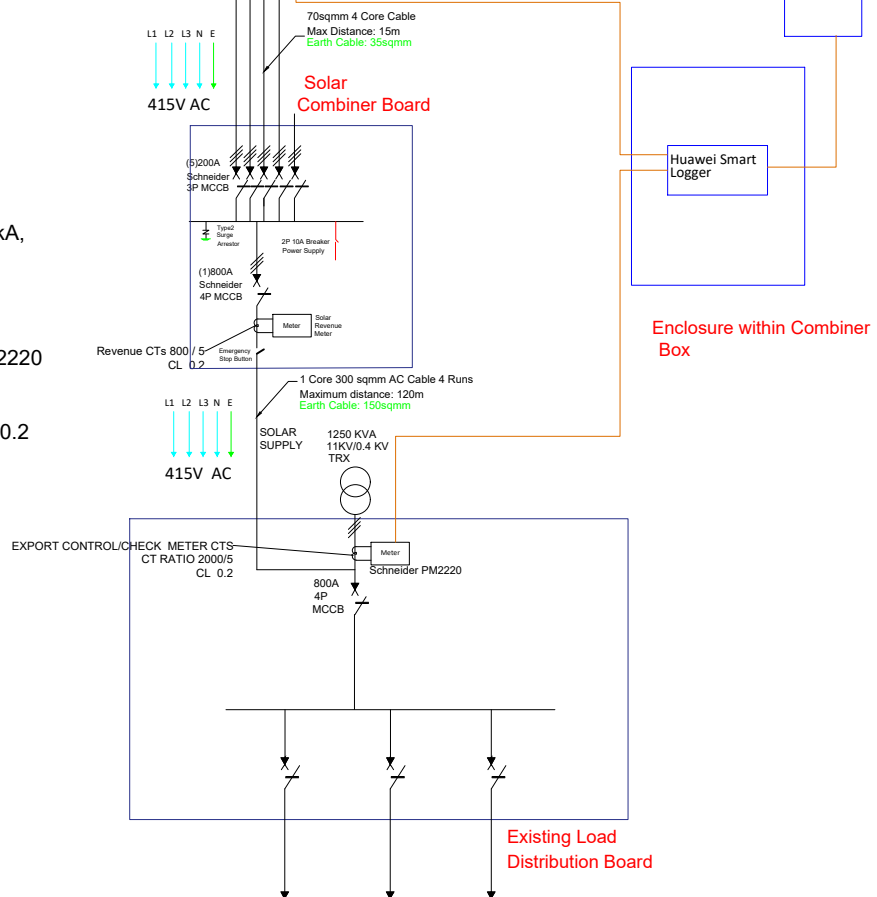 70sqmm 4 Core Cable
Max Distance: 15m
Earth Cable: 35sqmm
L1 L2 L3 N E
415V AC
Solar
Combiner Board
(5)200A
Schneider
3P MCCB
Type2
Surge
Arrestor
2P 10A Breaker
Power Supply
(1)800A
Schneider
4P MCCB
Meter
Solar
Revenue
Meter
Revenue CTs 800 / 5
CL 0.2
Emergency
Stop Button
Huawei Smart
Logger
Enclosure within Combiner
Box
kA,
2220
0.2
1 Core 300 sqmm AC Cable 4 Runs
Maximum distance: 120m
Earth Cable: 150sqmm
L1 L2 L3 N E
415V AC
SOLAR
SUPPLY
1250 KVA
11KV/0.4 KV
TRX
EXPORT CONTROL/CHECK METER CTS
CT RATIO 2000/5
CL 0.2
Meter
Schneider PM2220
800A
4P
MCCB
Existing Load
Distribution Board